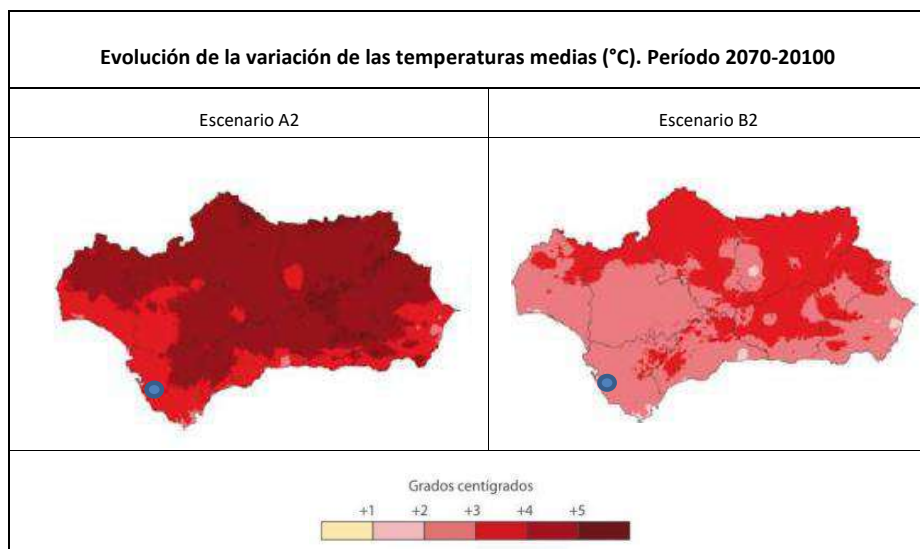 Evolución de la variación de las temperaturas medias (°C). Período 2070-20100
Escenario A2
Escenario B2
Grados centígrados
+1 +2 +3 +4 +5